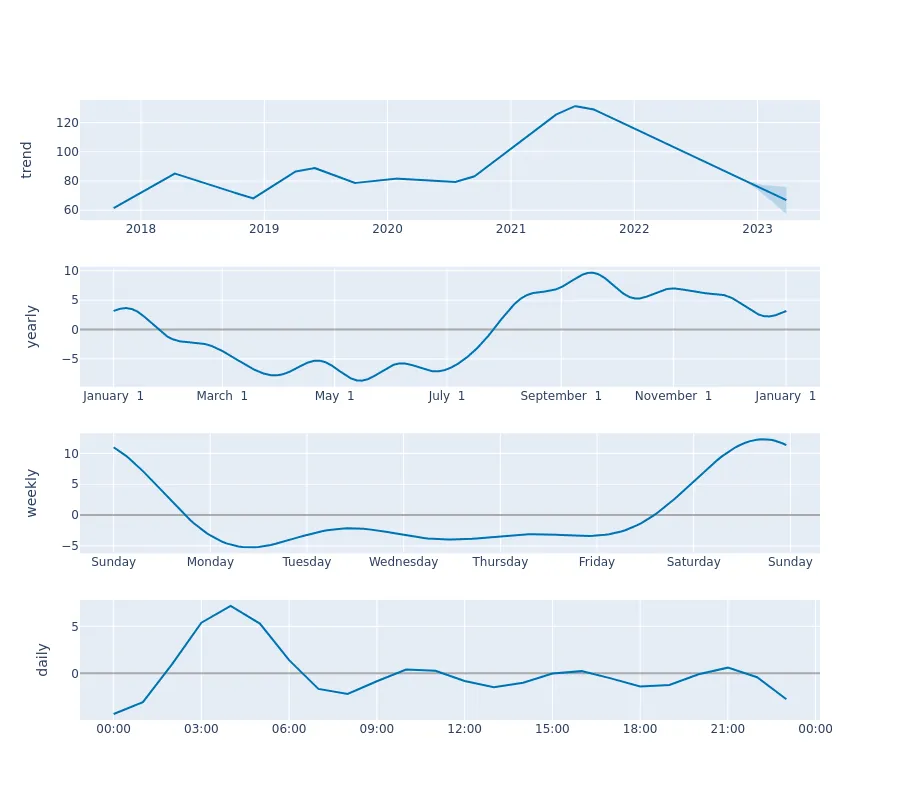 trend
120
100
80
60
2018 2019 2020 2021 2022 2023
yearly
10
5
0
−5
January 1 March 1 May 1 July 1 September 1 November 1 January 1
weekly
10
5
0
−5
Sunday Monday Tuesday Wednesday Thursday Friday Saturday Sunday
daily
5
0
00:00 03:00 06:00 09:00 12:00 15:00 18:00 21:00 00:00